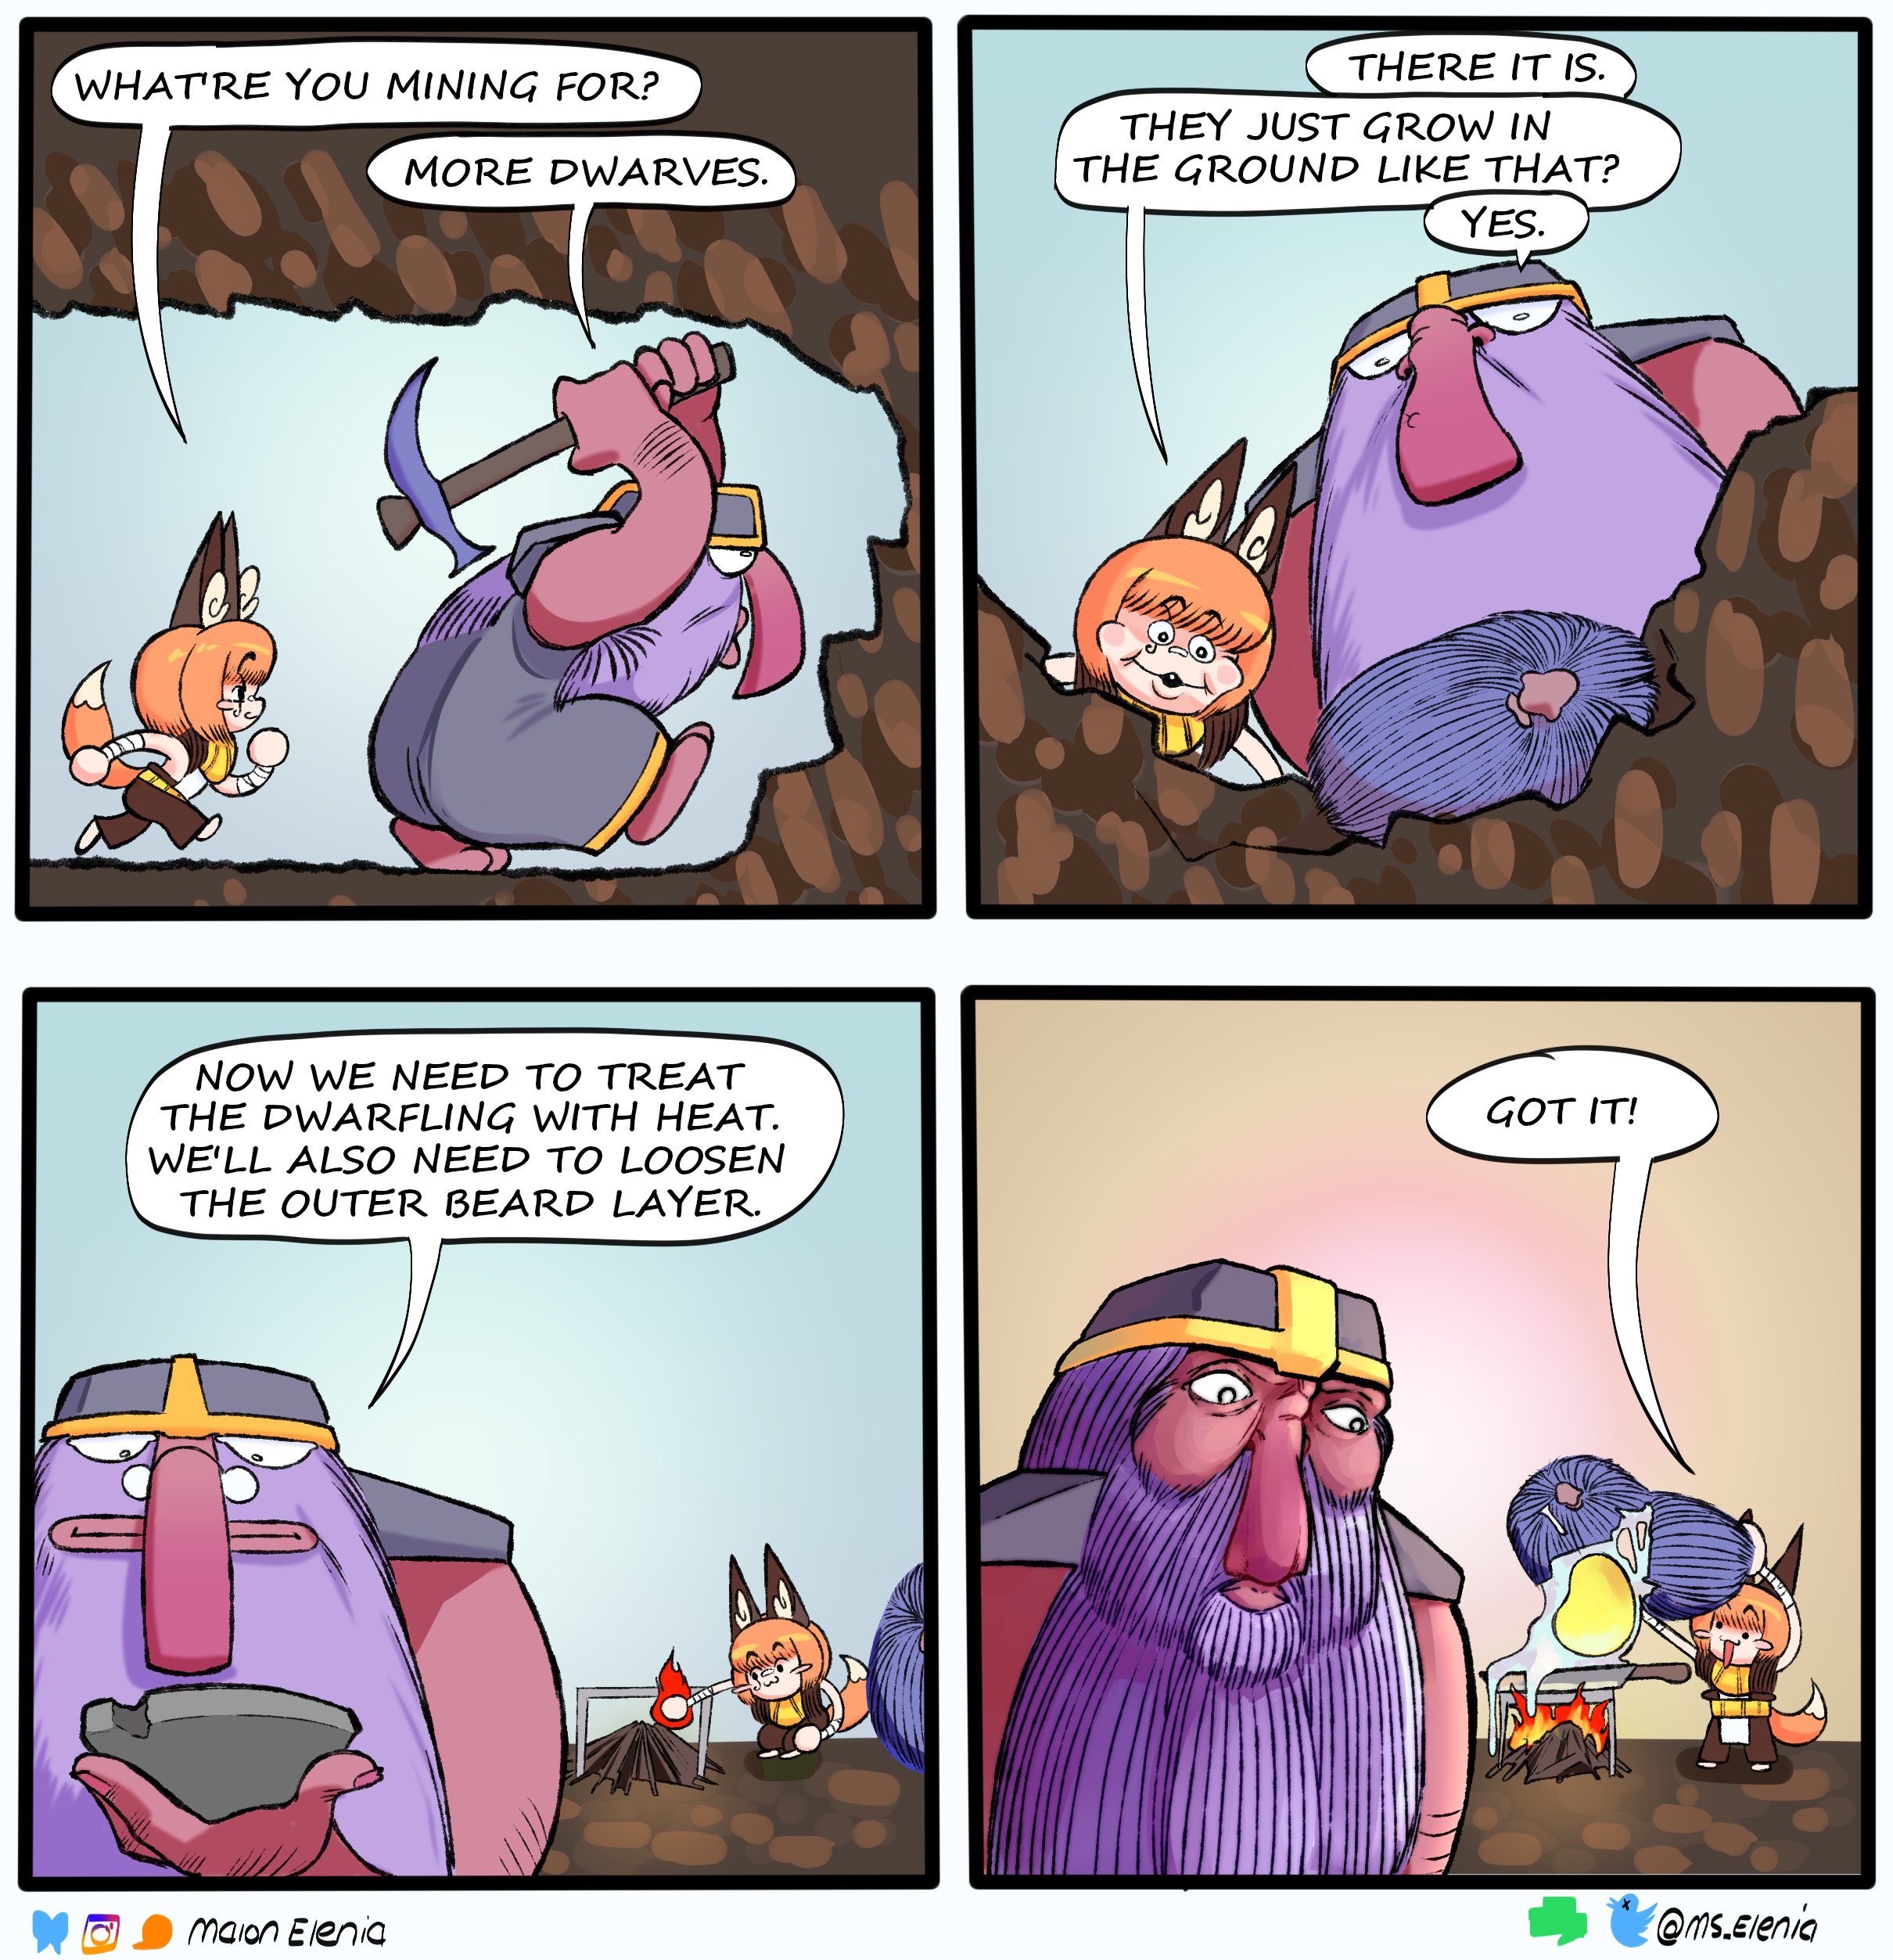 WHAT'RE YOU MINING FOR?
MORE DWARVES.
THERE IT IS.
THEY JUST GROW IN
THE GROUND LIKE THAT?
YES.
NOW WE NEED TO TREAT
THE DWARFLING WITH HEAT.
WE'LL ALSO NEED TO LOOSEN
THE OUTER BEARD LAYER.
GOT IT!
Maion Elenia
@ms_Elenia